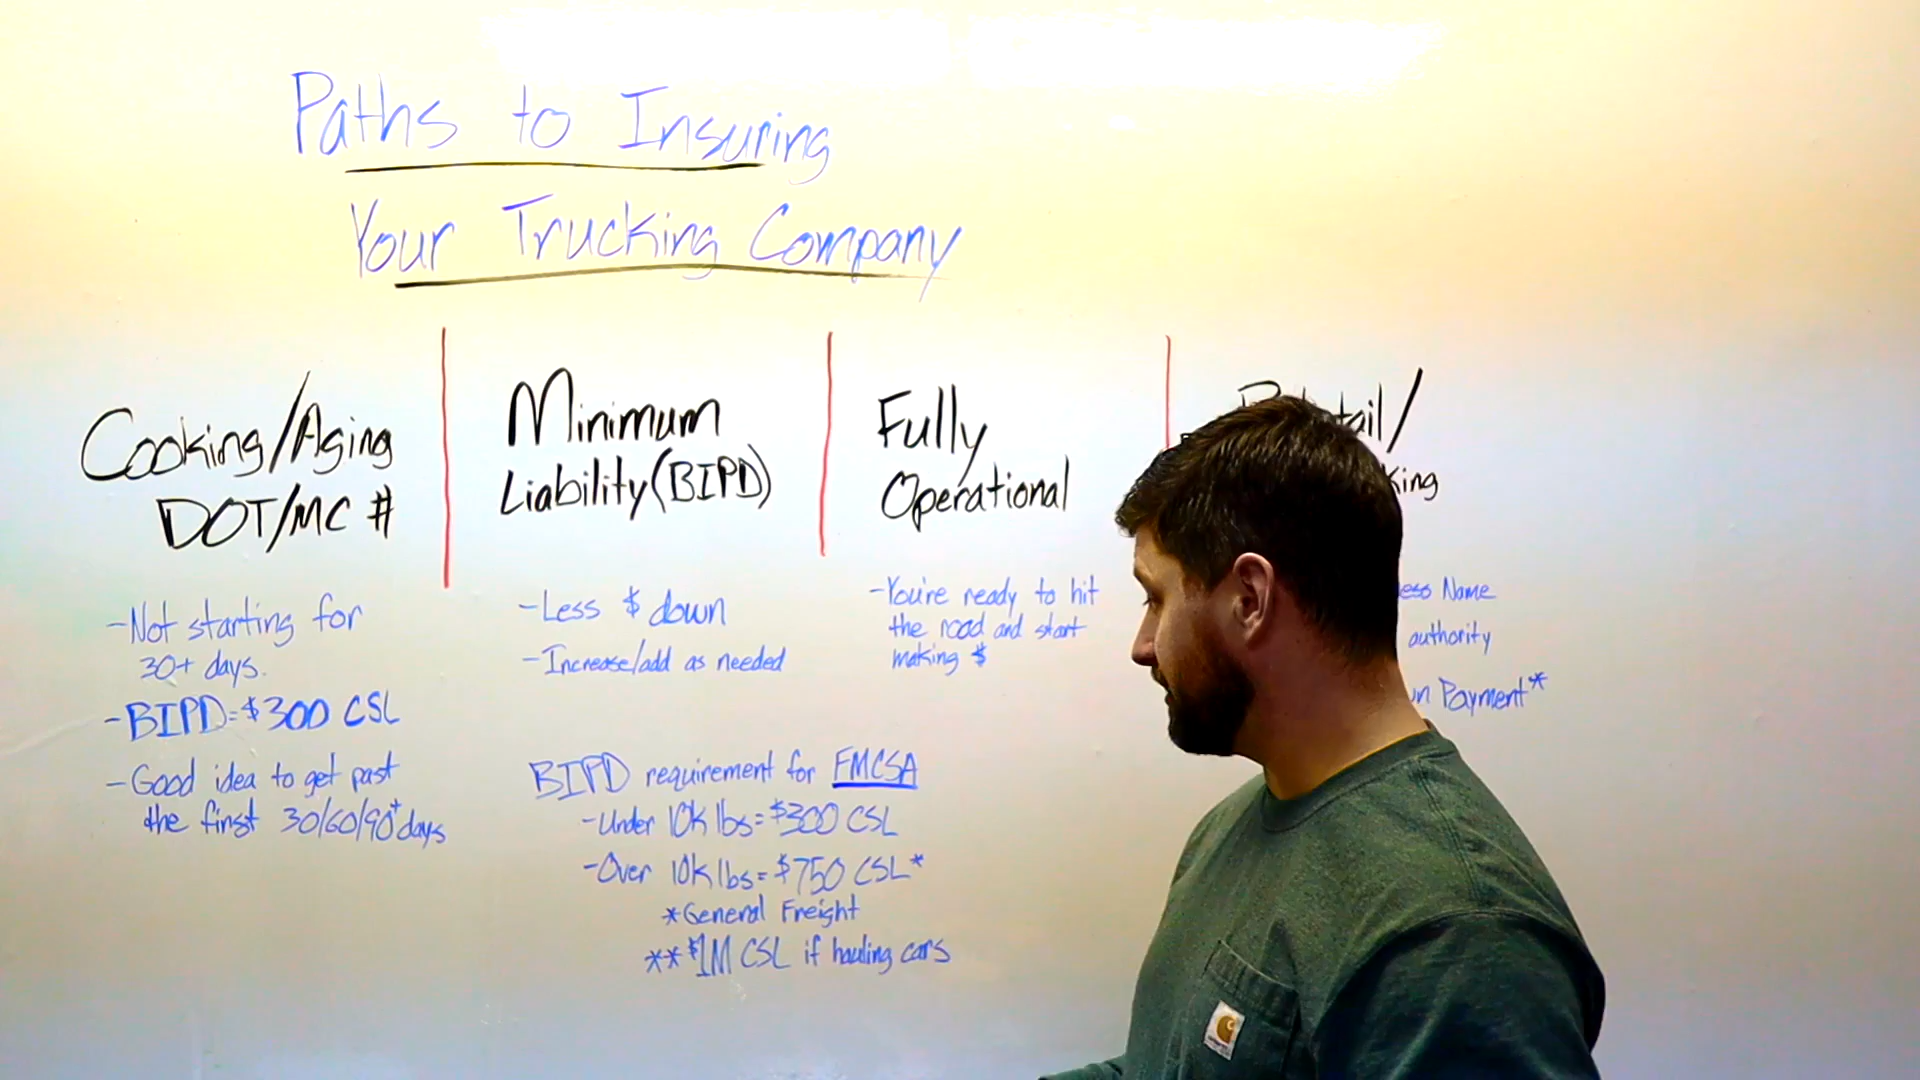 Paths to Insuring
Your Trucking Company
Cooking/Aging
DOT/MC #
-Not starting for
30+ days.
-BIPD=$300 CSL
-Good idea to get past
the first 30/60/90+ days
Minimum
Liability (BIPD)
-Less $ down
-Increase/add as needed
BIPD requirement for FMCSA
-Under 10k lbs=$300 CSL
-Over 10k lbs=$750 CSL*
*General Freight
**$1M CSL if hauling cars
Fully
Operational
-You're ready to hit
the road and start
making $
Name
authority
Payment*